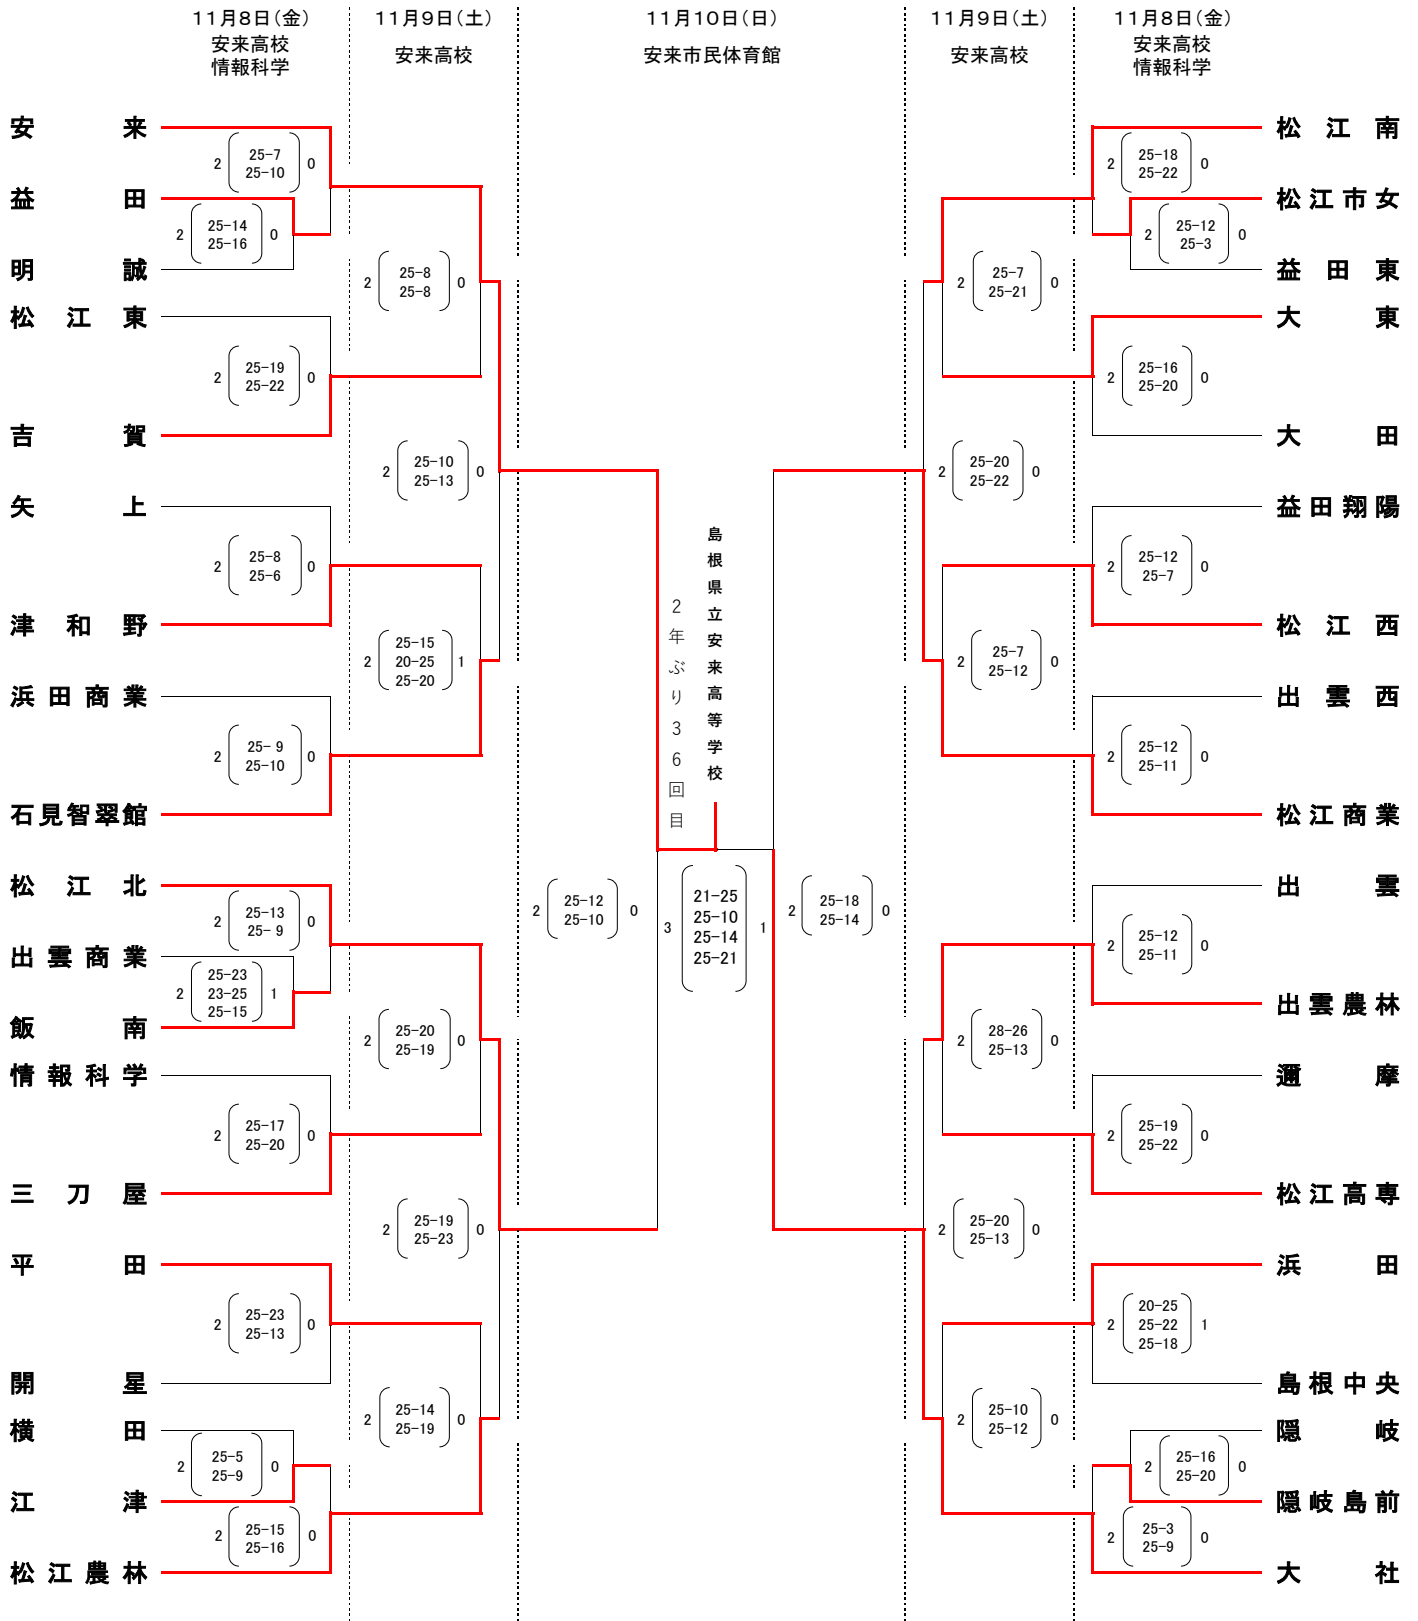 11月8日(金)
安来高校
情報科学
11月9日(土)
安来高校
11月10日(日)
安来市民体育館
11月9日(土)
安来高校
11月8日(金)
安来高校
情報科学
安来
益田
明誠
松江東
吉賀
矢上
津和野
浜田商業
石見智翠館
松江北
出雲商業
飯南
情報科学
三刀屋
平田
開星
横田
江津
松江農林
2 25-7 0
25-10
2 25-14 0
25-16
2 25-19 0
25-22
2 25-8 0
25-6
2 25- 9 0
25-10
2 25-13 0
25- 9
2 25-23 1
23-25
25-15
2 25-17 0
25-20
2 25-23 0
25-13
2 25-5 0
25-9
2 25-15 0
25-16
2 25-8 0
25-8
2 25-10 0
25-13
2 25-15 1
20-25
25-20
2 25-20 0
25-19
2 25-19 0
25-23
2 25-14 0
25-19
2 25-12 0
25-10
島根県立安来高等学校
2年ぶり36回目
3 21-25 1
25-10
25-14
25-21
2 25-18 0
25-14
2 25-7 0
25-21
2 25-20 0
25-22
2 25-7 0
25-12
2 28-26 0
25-13
2 25-20 0
25-13
2 25-10 0
25-12
2 25-18 0
25-22
2 25-12 0
25-3
2 25-16 0
25-20
2 25-12 0
25-7
2 25-12 0
25-11
2 25-12 0
25-11
2 25-19 0
25-22
2 20-25 1
25-22
25-18
2 25-16 0
25-20
2 25-3 0
25-9
松江南
松江市女
益田東
大東
大田
益田翔陽
松江西
出雲西
松江商業
出雲
出雲農林
邇摩
松江高専
浜田
島根中央
隠岐
隠岐島前
大社